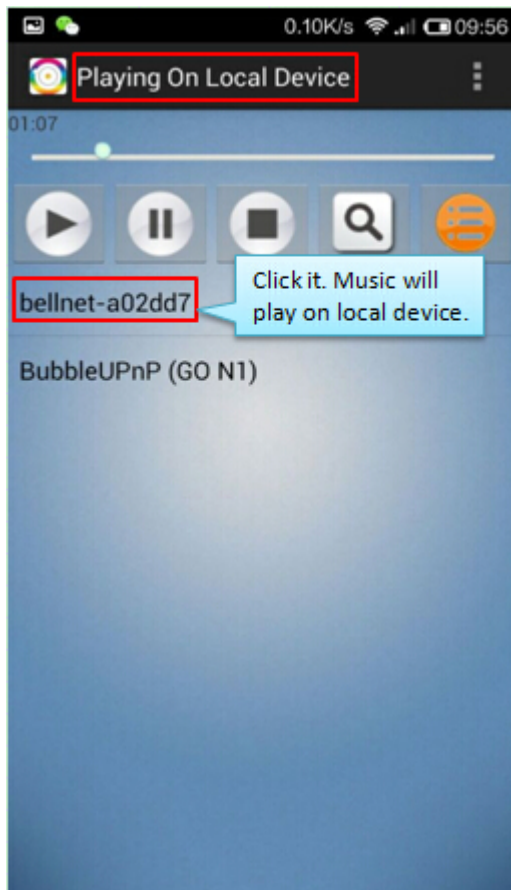 0.10K/s 09:56
Playing On Local Device
01:07
bellnet-a02dd7
Click it. Music will
play on local device.
BubbleUPnP (GO N1)